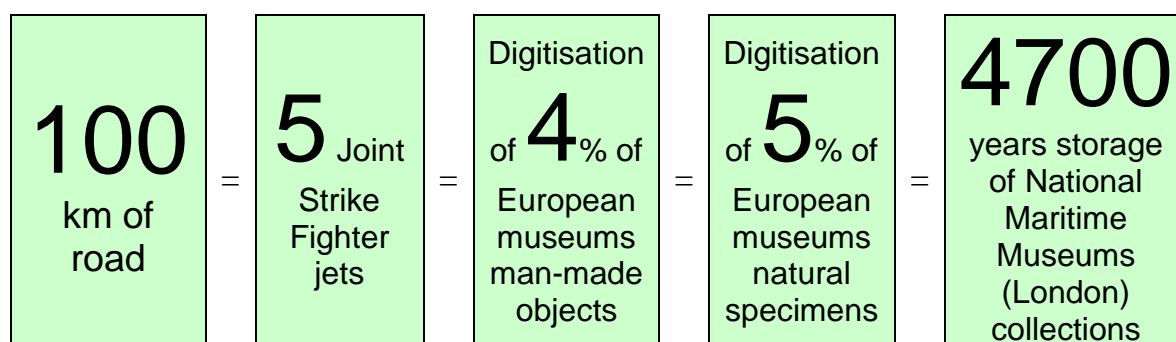 100
km of
road
=
5 Joint
Strike
Fighter
jets
=
Digitisation
of 4% of
European
museums
man-made
objects
=
Digitisation
of 5% of
European
museums
natural
specimens
=
4700
years storage
of National
Maritime
Museums
(London)
collections